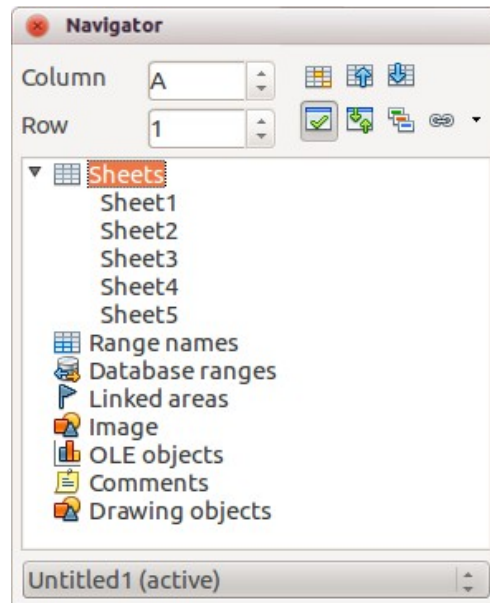 Navigator
Column A
Row 1
Sheets
Sheet1
Sheet2
Sheet3
Sheet4
Sheet5
Range names
Database ranges
Linked areas
Image
OLE objects
Comments
Drawing objects
Untitled1 (active)